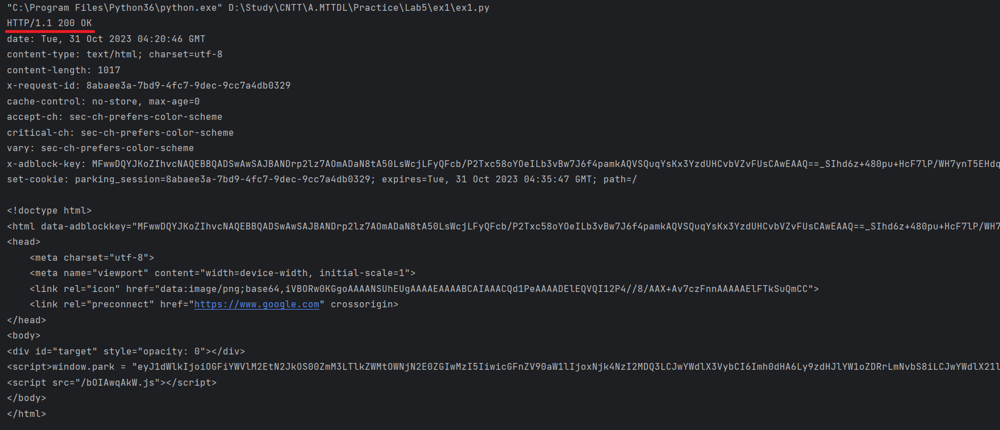 "C:\Program Files\Python36\python.exe" D:\Study\CNTT\A.MTTDL\Practice\Lab5\ex1\ex1.py
HTTP/1.1 200 OK
date: Tue, 31 Oct 2023 04:20:46 GMT
content-type: text/html; charset=utf-8
content-length: 1017
x-request-id: 8abaee3a-7bd9-4fc7-9dec-9cc7a4db0329
cache-control: no-store, max-age=0
accept-ch: sec-ch-prefers-color-scheme
critical-ch: sec-ch-prefers-color-scheme
vary: sec-ch-prefers-color-scheme
x-adblock-key: MFwwDQYJKoZIhvcNAQEBBQADSwAwSAJBANDrp2lz7AOmADaN8tA50LsWcjLFyQFcb/P2Txc58oYOeILb3vBw7J6f4pamkAQVSQuqYsKx3YzdUHCvbVZvFUsCAwEAAQ==_SIhd6z+480pu+HcF7lP/WH7ynT5EHdq
set-cookie: parking_session=8abaee3a-7bd9-4fc7-9dec-9cc7a4db0329; expires=Tue, 31 Oct 2023 04:35:47 GMT; path=/
<!doctype html>
<html data-adblockkey="MFwwDQYJKoZIhvcNAQEBBQADSwAwSAJBANDrp2lz7AOmADaN8tA50LsWcjLFyQFcb/P2Txc58oYOeILb3vBw7J6f4pamkAQVSQuqYsKx3YzdUHCvbVZvFUsCAwEAAQ==_SIhd6z+480pu+HcF7lP/WH7
<head>
    <meta charset="utf-8">
    <meta name="viewport" content="width=device-width, initial-scale=1">
    <link rel="icon" href="data:image/png;base64,iVBORw0KGgoAAAANSUhEUgAAAAEAAAABCAIAAACQd1PeAAAADElEQVQI12P4//8/AAX+Av7czFnnAAAAAElFTkSuQmCC">
    <link rel="preconnect" href="https://www.google.com" crossorigin>
</head>
<body>
<div id="target" style="opacity: 0"></div>
<script>window.park = "eyJ1dWlkIjoiOGFiYWVlM2EtN2JkOS00ZmM3LTlkZWMtOWNjN2E0ZGIwMzI5IiwicGFnZV90aW1lIjoxNjk4NzI2MDQ3LCJwYWdlX3VybCI6Imh0dHA6Ly9zdHJlYW1oZDRrLmNvbS8iLCJwYWdlX21l
<script src="/bOIAwqAkW.js"></script>
</body>
</html>